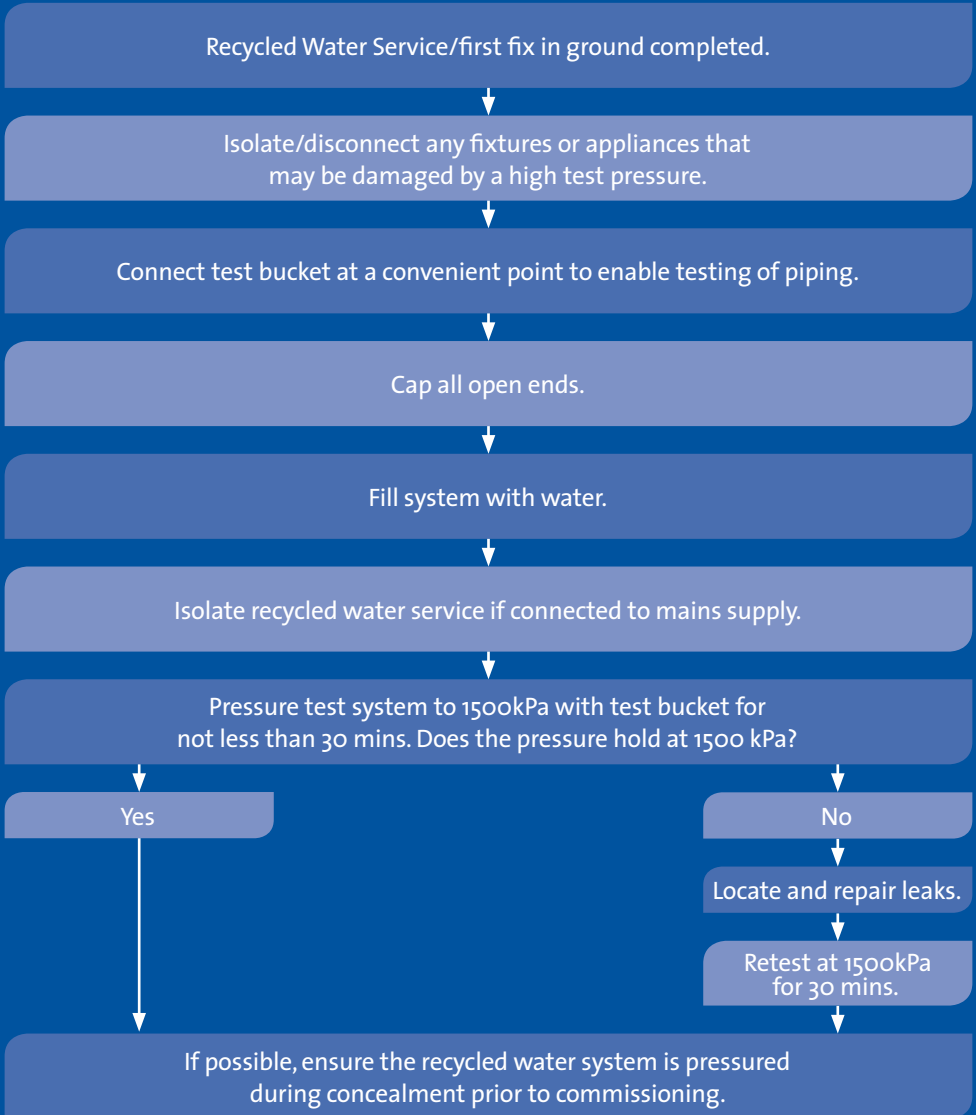 Recycled Water Service/first fix in ground completed.
Isolate/disconnect any fixtures or appliances that
may be damaged by a high test pressure.
Connect test bucket at a convenient point to enable testing of piping.
Cap all open ends.
Fill system with water.
Isolate recycled water service if connected to mains supply.
Pressure test system to 1500kPa with test bucket for
not less than 30 mins. Does the pressure hold at 1500 kPa?
Yes
No
Locate and repair leaks.
Retest at 1500kPa
for 30 mins.
If possible, ensure the recycled water system is pressured
during concealment prior to commissioning.